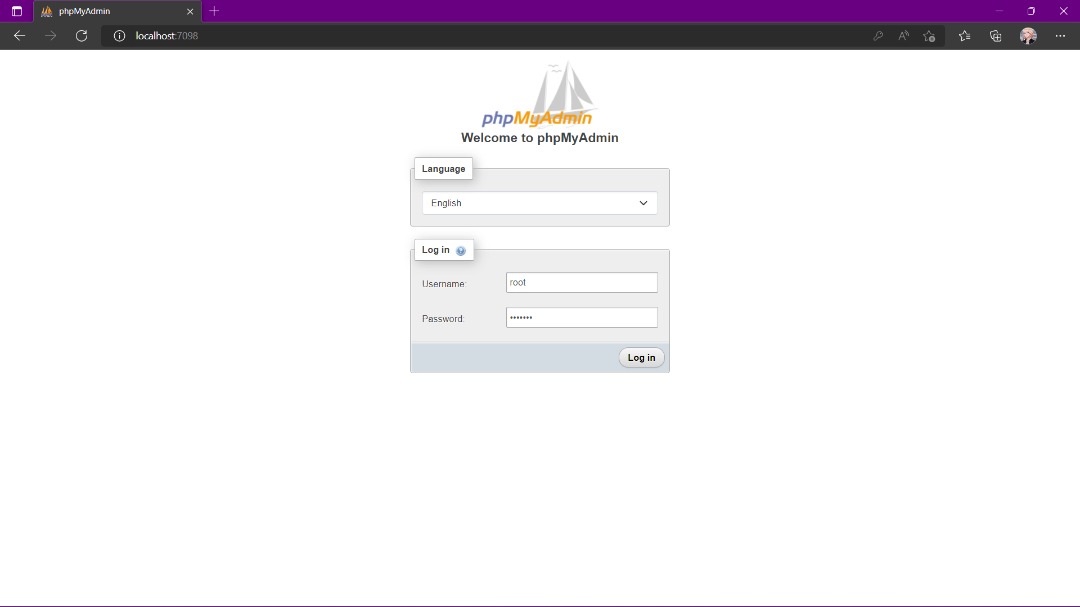 phpMyAdmin
localhost:7098
phpMyAdmin
Welcome to phpMyAdmin
Language
English
Log in
Username:
root
Password:
•••••••
Log in